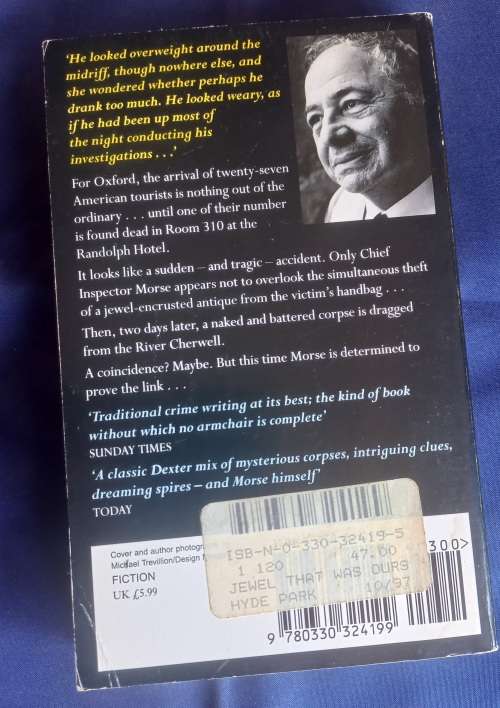 ‘He looked overweight around the
midriff, though nowhere else, and
she wondered whether perhaps he
drank too much. He looked weary, as
if he had been up most of
the night conducting his
investigations . . .’
For Oxford, the arrival of twenty-seven
American tourists is nothing out of the
ordinary . . . until one of their number
is found dead in Room 310 at the
Randolph Hotel.
It looks like a sudden – and tragic – accident. Only Chief
Inspector Morse appears not to overlook the simultaneous theft
of a jewel-encrusted antique from the victim’s handbag . . .
Then, two days later, a naked and battered corpse is dragged
from the River Cherwell.
A coincidence? Maybe. But this time Morse is determined to
prove the link . . .
‘Traditional crime writing at its best; the kind of book
without which no armchair is complete’
SUNDAY TIMES
‘A classic Dexter mix of mysterious corpses, intriguing clues,
dreaming spires – and Morse himself’
TODAY
Cover and author
Michael Trevillion/Design
FICTION
UK £5.99
ISB-N-0-330-32419-5
1 120 47.00
JEWEL THAT WAS OURS
HYDE PARK 10/97
300>
9 780330 324199